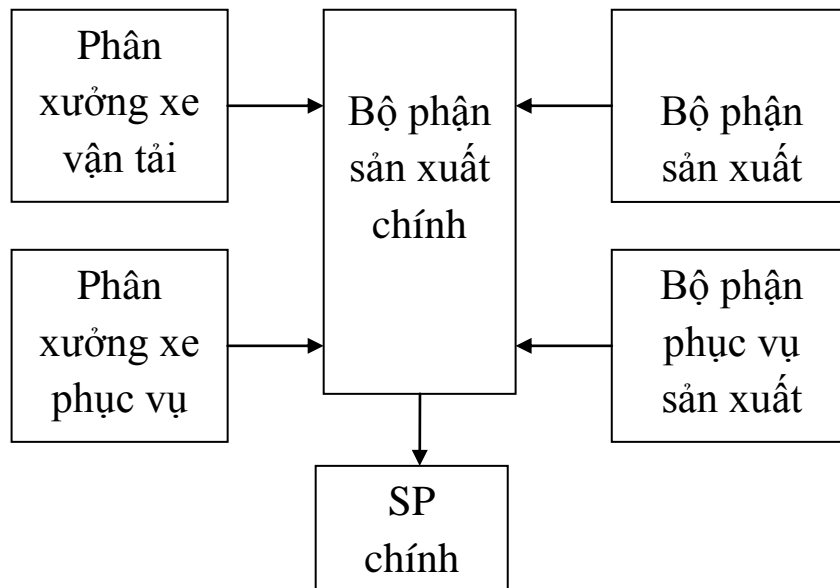 Phân
xưởng xe
vận tải
Bộ phận
sản xuất
chính
Bộ phận
sản xuất
Phân
xưởng xe
phục vụ
Bộ phận
phục vụ
sản xuất
SP
chính